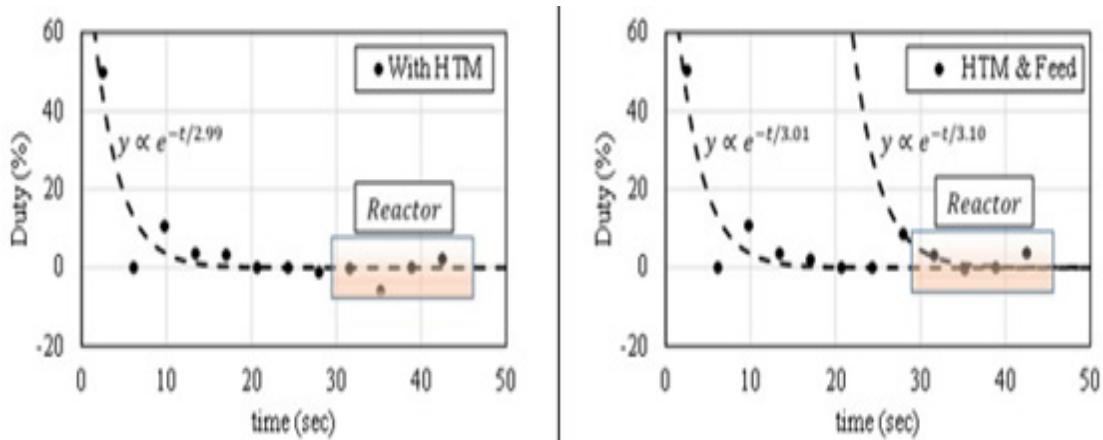 60
40
20
0
-20
Duty (%)
With HTM
y ∝ e^{-t/2.99}
Reactor
0 10 20 30 40 50
time (sec)
60
40
20
0
-20
Duty (%)
HTM & Feed
y ∝ e^{-t/3.01}
y ∝ e^{-t/3.10}
Reactor
0 10 20 30 40 50
time (sec)